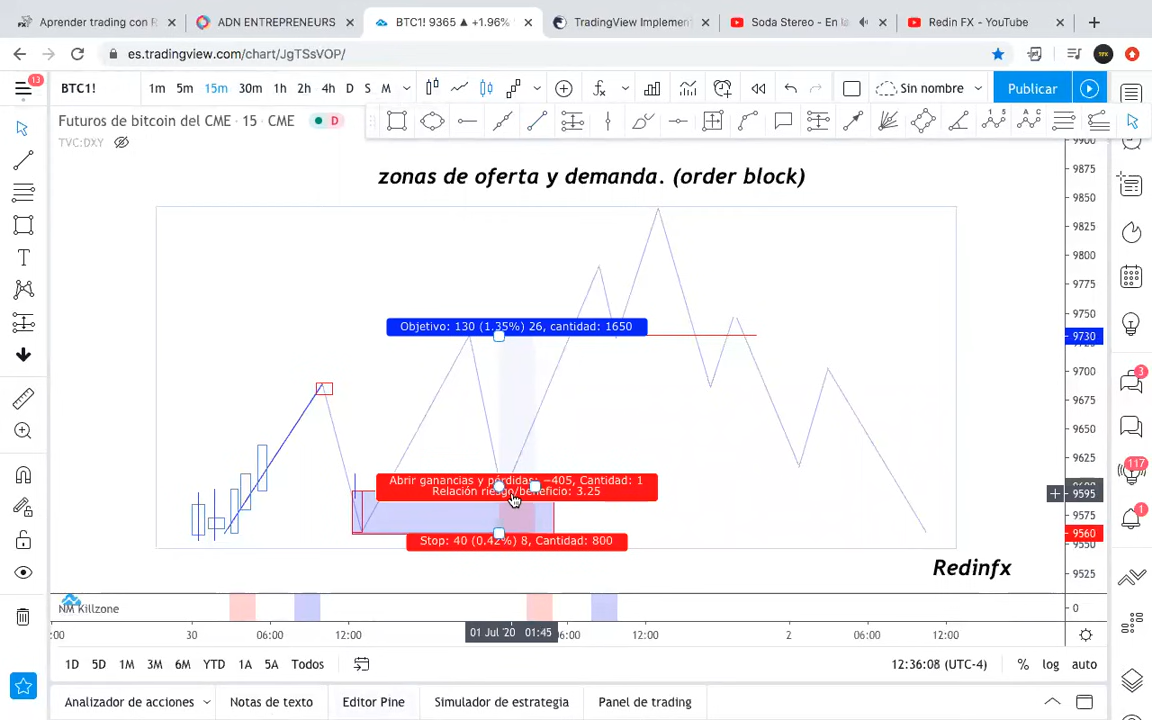 Aprender trading con R
ADN ENTREPRENEURS
BTC1! 9365 ▲ +1.96%
TradingView Implemen
Soda Stereo - En la
Redin FX - YouTube
es.tradingview.com/chart/JgTSsVOP/
13
BTC1!
1m 5m 15m 30m 1h 2h 4h D S M
Sin nombre
Publicar
Futuros de bitcoin del CME · 15 · CME
D
TVC:DXY
zonas de oferta y demanda. (order block)
9900
9875
9850
9825
9800
9775
9750
Objetivo: 130 (1.35%) 26, cantidad: 1650
9730
9700
9675
9650
9625
Abrir ganancias y pérdidas: −405, Cantidad: 1
Relación riesgo/beneficio: 3.25
9595
9575
Stop: 40 (0.42%) 8, Cantidad: 800
9560
9550
9525
Redinfx
3
117
1
NM Killzone
0
:00
30
06:00
12:00
01 Jul '20 01:45
06:00
12:00
2
06:00
12:00
1D 5D 1M 3M 6M YTD 1A 5A Todos
12:36:08 (UTC-4)
% log auto
Analizador de acciones
Notas de texto
Editor Pine
Simulador de estrategia
Panel de trading